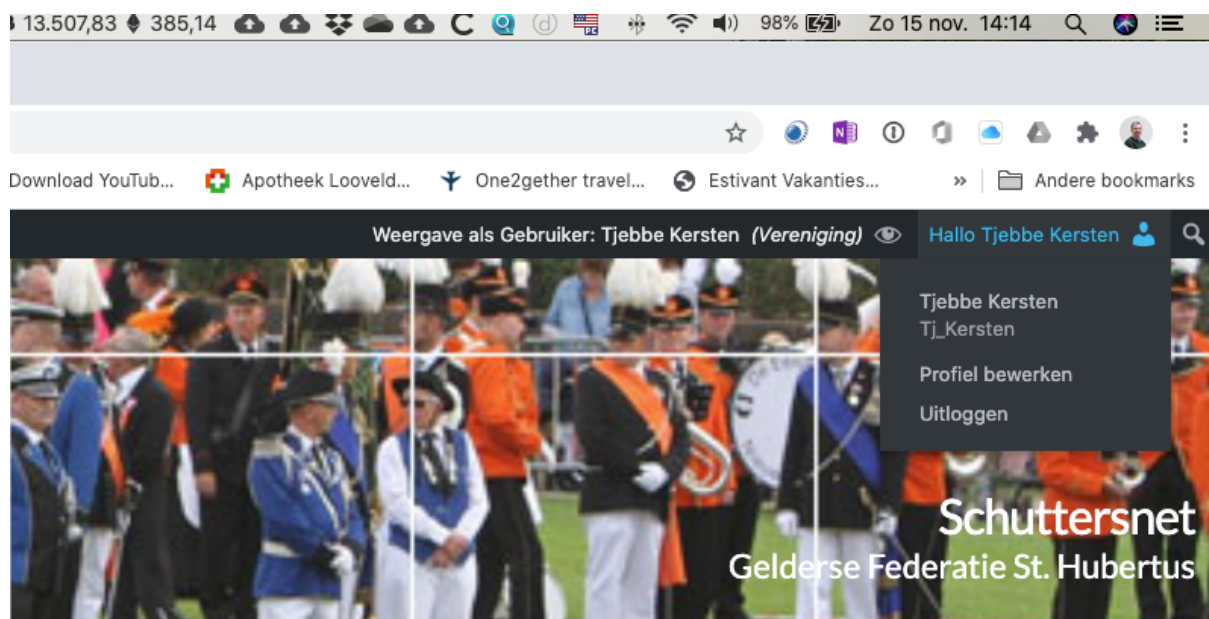 13.507,83 385,14 98% Zo 15 nov. 14:14
Download YouTub... Apotheek Looveld... One2gether travel... Estivant Vakanties... » Andere bookmarks
Weergave als Gebruiker: Tjebbe Kersten (Vereniging) Hallo Tjebbe Kersten
Tjebbe Kersten
Tj_Kersten
Profiel bewerken
Uitloggen
Schuttersnet
Gelderse Federatie St. Hubertus